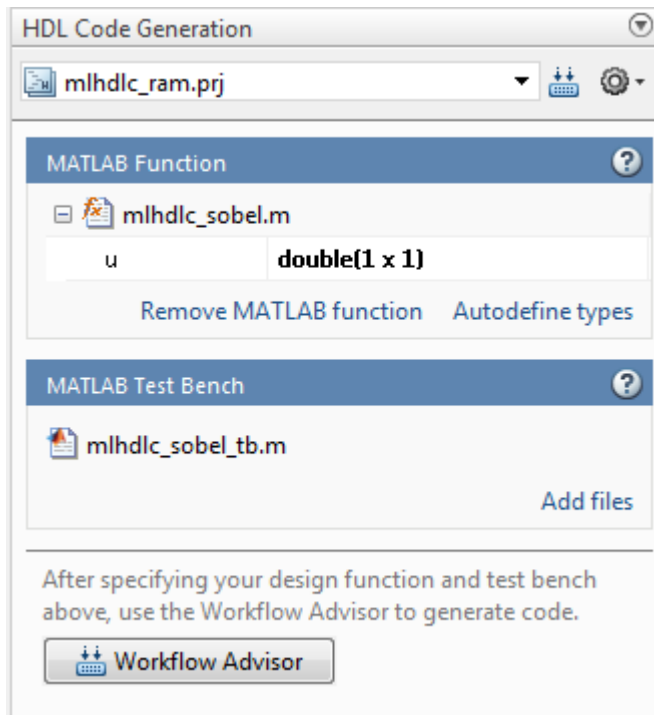 HDL Code Generation
mlhdlc_ram.prj
MATLAB Function
?
mlhdlc_sobel.m
u double(1 x 1)
Remove MATLAB function Autodefine types
MATLAB Test Bench
?
mlhdlc_sobel_tb.m
Add files
After specifying your design function and test bench
above, use the Workflow Advisor to generate code.
Workflow Advisor